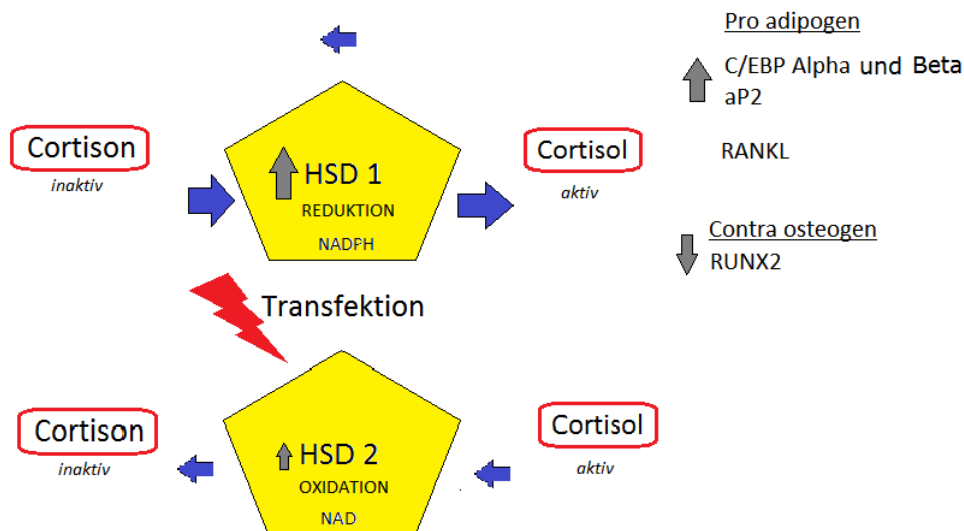 Pro adipogen
C/EBP Alpha und Beta
aP2
RANKL
Contra osteogen
RUNX2
Cortison
inaktiv
HSD 1
REDUKTION
NADPH
Cortisol
aktiv
Transfektion
Cortison
inaktiv
HSD 2
OXIDATION
NAD
Cortisol
aktiv